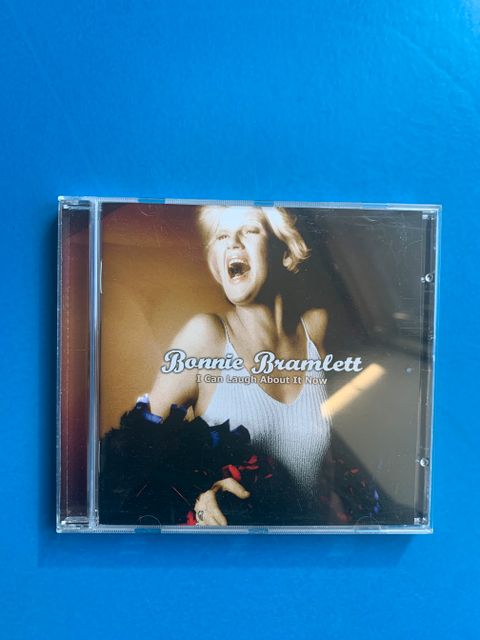 Bonnie Bramlett
I Can Laugh About It Now